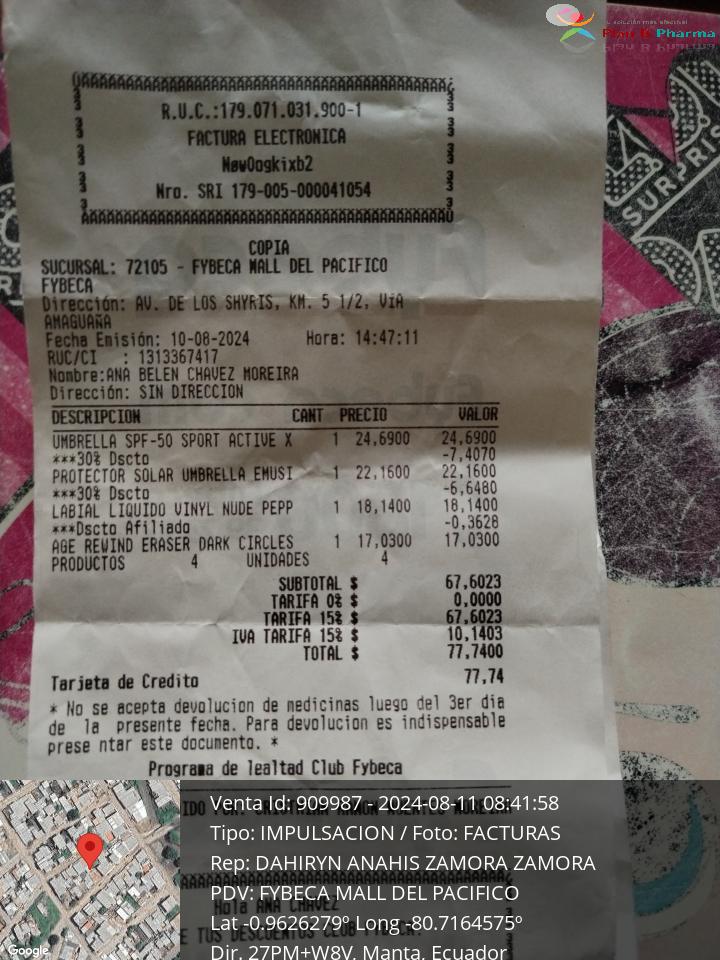 Plan B Pharma
R.U.C.:179.071.031.900-1
FACTURA ELECTRONICA
NøwOogkixb2
Nro. SRI 179-005-000041054
SURPRIS
COPIA
SUCURSAL: 72105 - FYBECA MALL DEL PACIFICO
FYBECA
Dirección: AV. DE LOS SHYRIS, KM. 5 1/2, VIA
AMAGUAÑA
Fecha Emisión: 10-08-2024 Hora: 14:47:11
RUC/CI : 1313367417
Nombre:ANA BELEN CHAVEZ MOREIRA
Dirección: SIN DIRECCION
DESCRIPCION CANT PRECIO VALOR
UMBRELLA SPF-50 SPORT ACTIVE X 1 24,6900 24,6900
***30% Dscto -7,4070
PROTECTOR SOLAR UMBRELLA EMUSI 1 22,1600 22,1600
***30% Dscto -6,6480
LABIAL LIQUIDO VINYL NUDE PEPP 1 18,1400 18,1400
***Dscto Afiliado -0,3628
AGE REWIND ERASER DARK CIRCLES 1 17,0300 17,0300
PRODUCTOS 4 UNIDADES 4
SUBTOTAL $ 67,6023
TARIFA 0% $ 0,0000
TARIFA 15% $ 67,6023
IVA TARIFA 15% $ 10,1403
TOTAL $ 77,7400
Tarjeta de Credito 77,74
* No se acepta devolucion de medicinas luego del 3er dia
de la presente fecha. Para devolucion es indispensable
prese ntar este documento. *
Programa de lealtad Club Fybeca
Venta Id: 909987 - 2024-08-11 08:41:58
Tipo: IMPULSACION / Foto: FACTURAS
Rep: DAHIRYN ANAHIS ZAMORA ZAMORA
PDV: FYBECA MALL DEL PACIFICO
Hola ANA CHAVEZ
Lat -0.9626279º Long -80.7164575º
E TUS DESCUENTOS CLUB FYBECA:
Dir. 27PM+W8V, Manta, Ecuador
Google